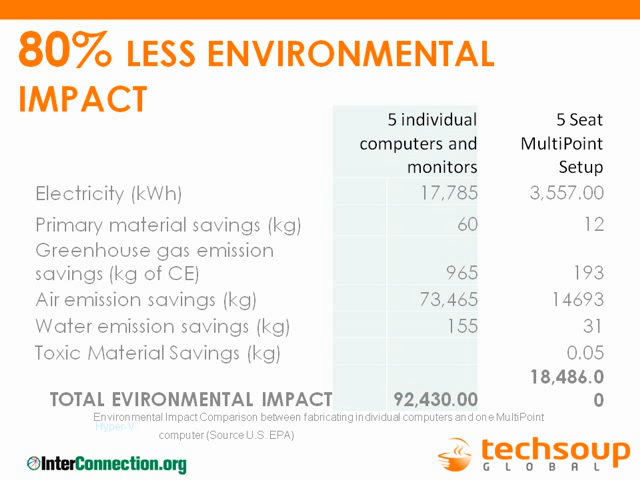 80% LESS ENVIRONMENTAL
IMPACT
5 individual computers and monitors
5 Seat MultiPoint Setup
Electricity (kWh) 17,785 3,557.00
Primary material savings (kg) 60 12
Greenhouse gas emission
savings (kg of CE) 965 193
Air emission savings (kg) 73,465 14693
Water emission savings (kg) 155 31
Toxic Material Savings (kg) 0.05
TOTAL EVIRONMENTAL IMPACT 92,430.00 18,486.00
Environmental Impact Comparison between fabricating individual computers and one MultiPoint
Hyper-V
computer (Source U.S. EPA)
InterConnection.org
techsoup
GLOBAL